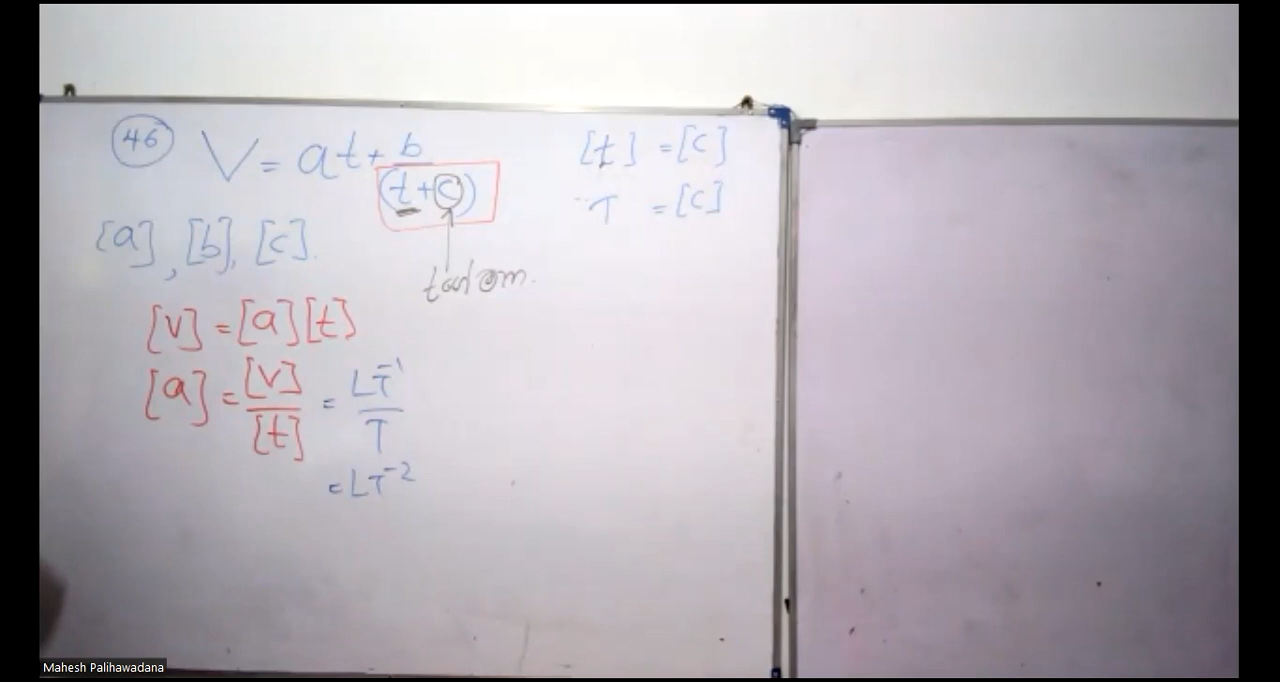 46 V = at + b
(t + c)
[a], [b], [c].
[V] = [a][t]
[a] = [V] / [t] = LT⁻¹ / T
= LT⁻²
[t] = [c]
T = [c]
Mahesh Palihawadana